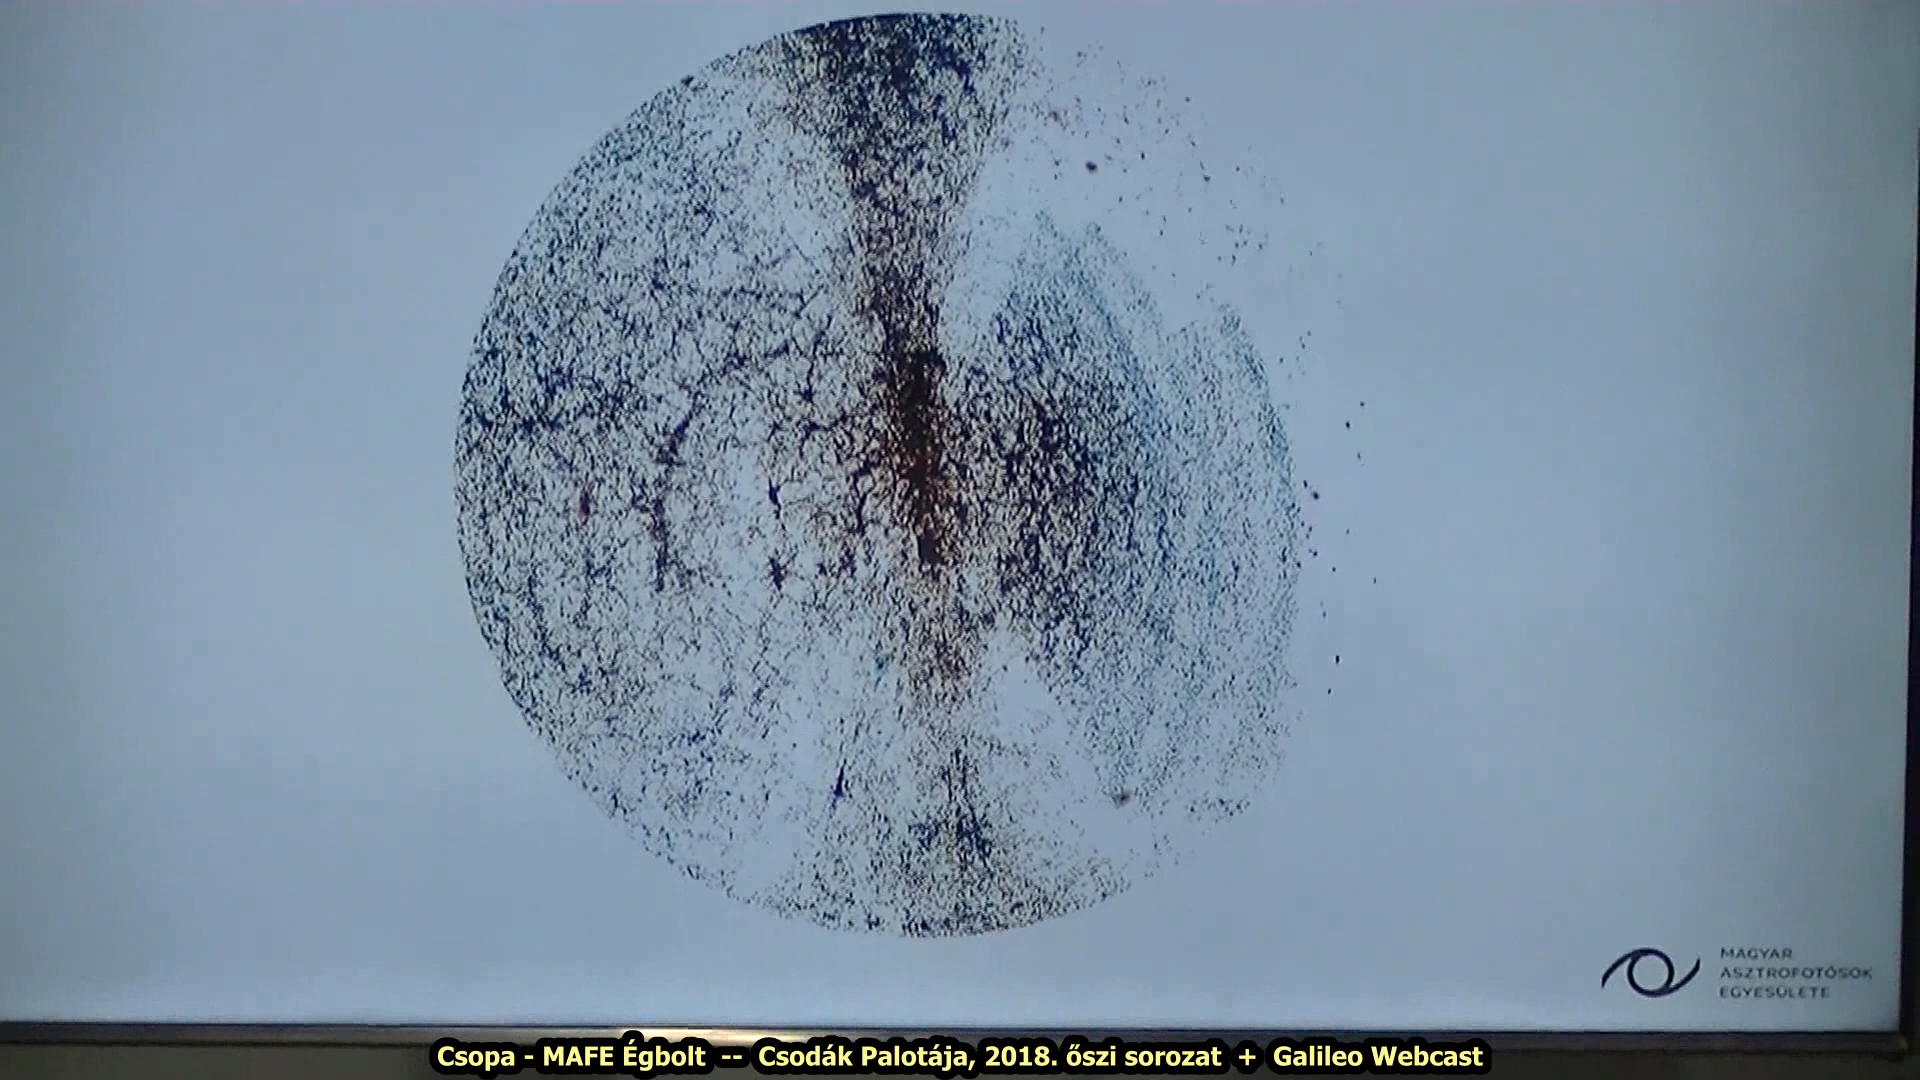 MAGYAR
ASZTROFOTÓSOK
EGYESÜLETE
Csopa - MAFE Égbolt -- Csodák Palotája, 2018. őszi sorozat + Galileo Webcast